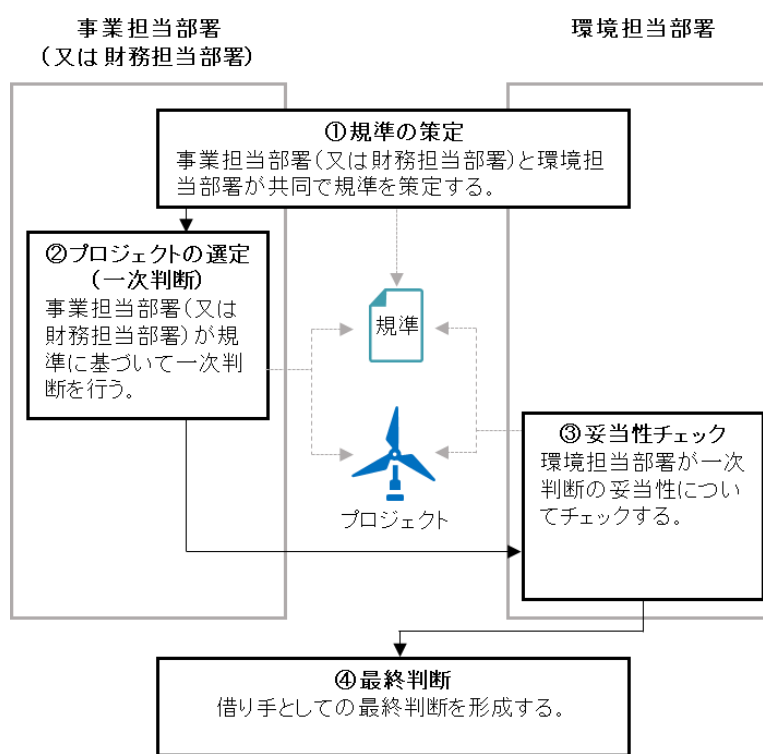 事業担当部署
(又は財務担当部署)
環境担当部署
①規準の策定
事業担当部署(又は財務担当部署)と環境担
当部署が共同で規準を策定する。
②プロジェクトの選定
(一次判断)
事業担当部署(又は
財務担当部署)が規
準に基づいて一次判
断を行う。
規準
プロジェクト
③妥当性チェック
環境担当部署が一次
判断の妥当性につい
てチェックする。
④最終判断
借り手としての最終判断を形成する。